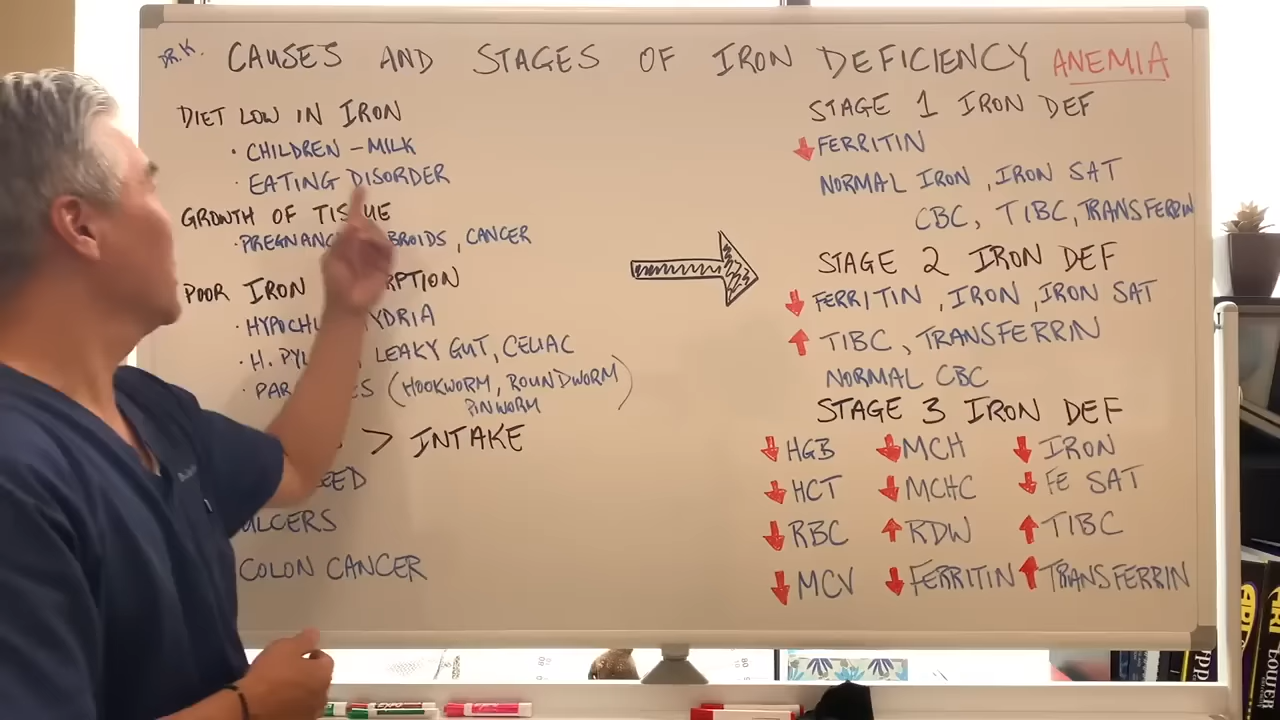 DR.K. CAUSES AND STAGES OF IRON DEFICIENCY ANEMIA
DIET LOW IN IRON
· CHILDREN - MILK
· EATING DISORDER
GROWTH OF TISSUE
· PREGNANC BROIDS, CANCER
POOR IRON RPTION
· HYPOCHL YDRIA
· H. PYL , LEAKY GUT, CELIAC
· PAR ES (HOOKWORM, ROUNDWORM
PINWORM)
> INTAKE
EED
ULCERS
COLON CANCER
STAGE 1 IRON DEF
↓ FERRITIN
NORMAL IRON, IRON SAT
CBC, TIBC, TRANSFERRIN
STAGE 2 IRON DEF
↓ FERRITIN, IRON, IRON SAT
↑ TIBC, TRANSFERRIN
NORMAL CBC
STAGE 3 IRON DEF
↓ HGB ↓ MCH ↓ IRON
↓ HCT ↓ MCHC ↓ FE SAT
↓ RBC ↑ RDW ↑ TIBC
↓ MCV ↓ FERRITIN ↑ TRANSFERRIN